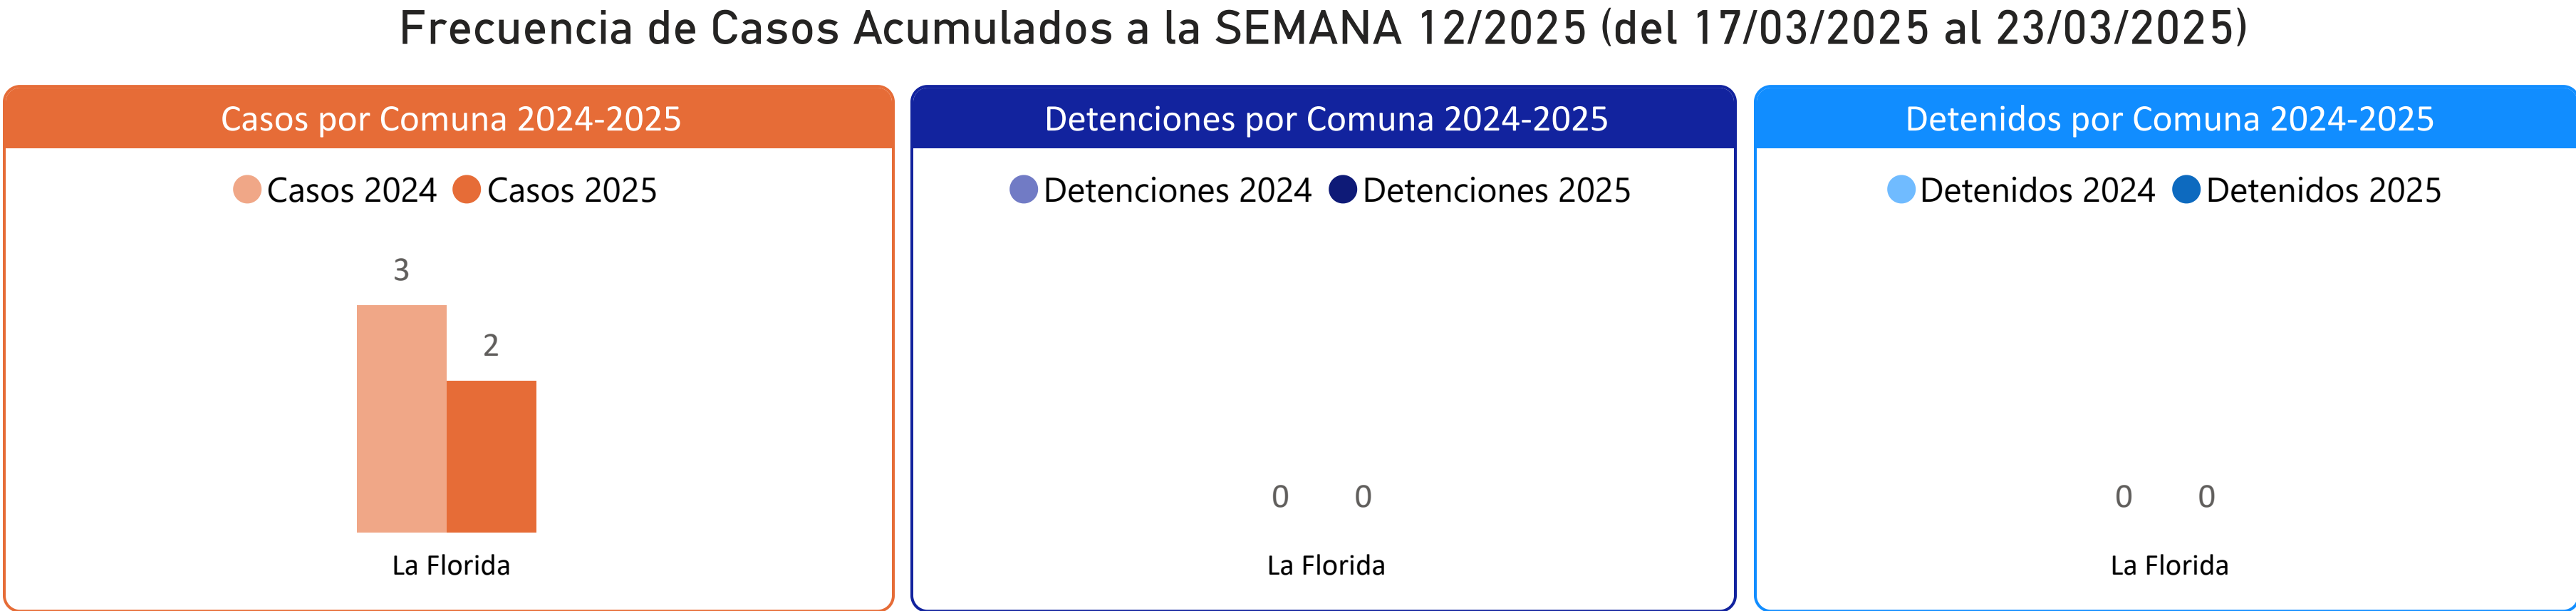 Frecuencia de Casos Acumulados a la SEMANA 12/2025 (del 17/03/2025 al 23/03/2025)
Casos por Comuna 2024-2025
Casos 2024 Casos 2025
3
2
La Florida
Detenciones por Comuna 2024-2025
Detenciones 2024 Detenciones 2025
0 0
La Florida
Detenidos por Comuna 2024-2025
Detenidos 2024 Detenidos 2025
0 0
La Florida